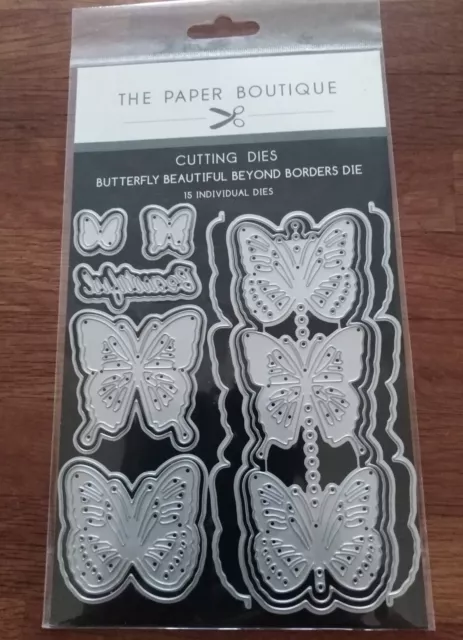 THE PAPER BOUTIQUE
CUTTING DIES
BUTTERFLY BEAUTIFUL BEYOND BORDERS DIE
15 INDIVIDUAL DIES
Beautiful